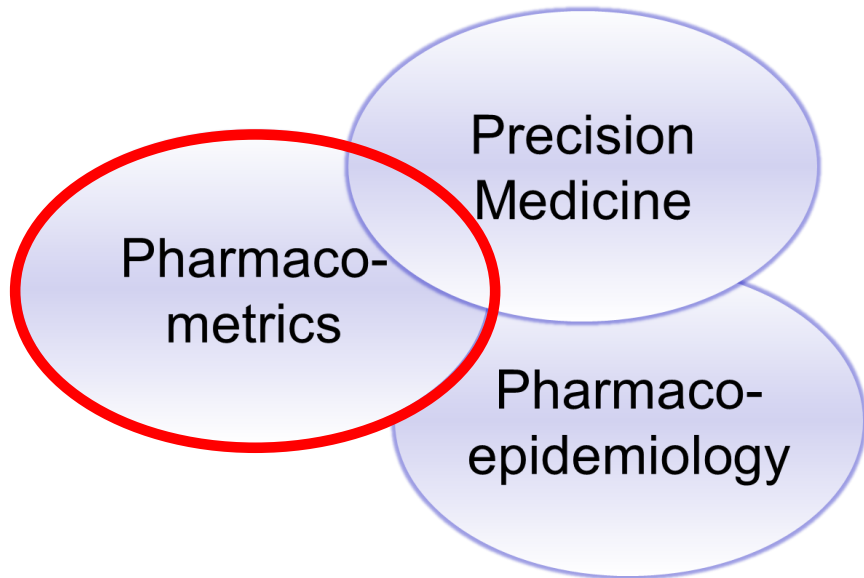 Precision
Medicine
Pharmaco-
metrics
Pharmaco-
epidemiology